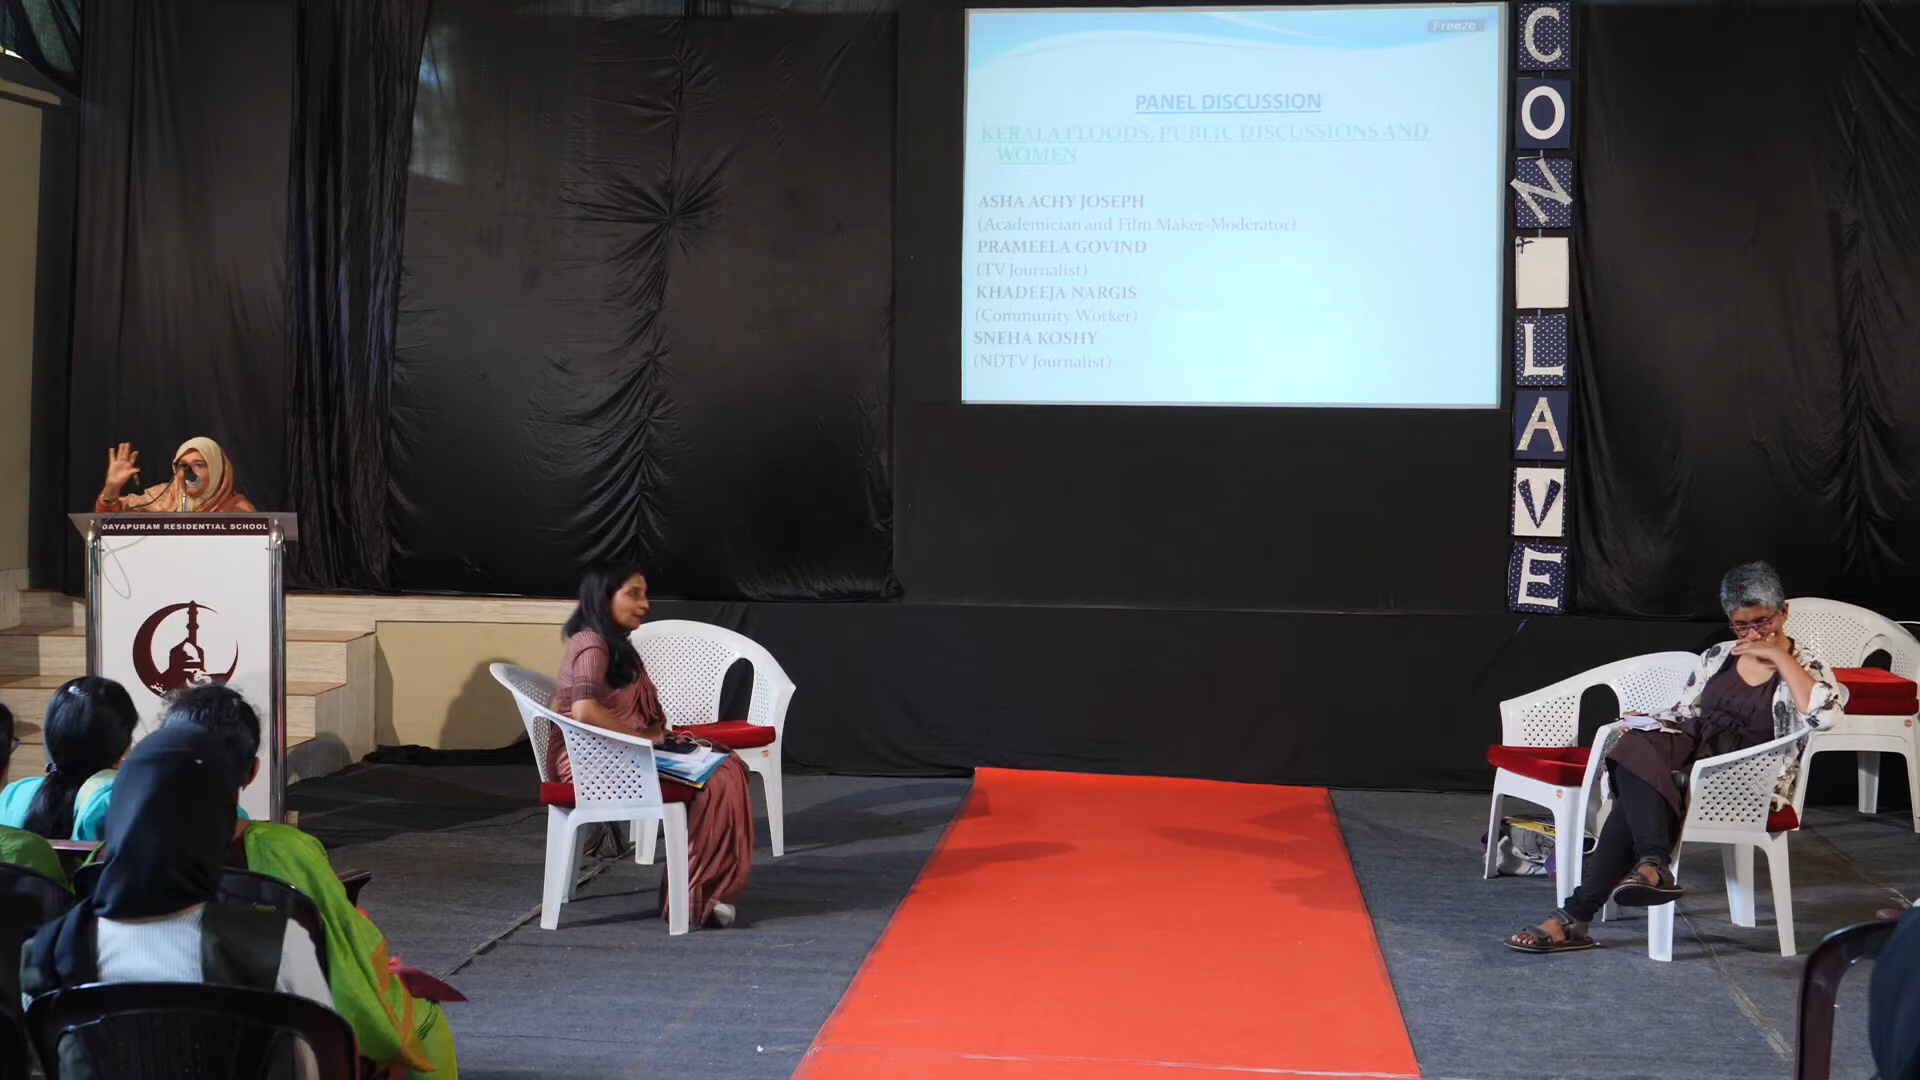 Freeze
PANEL DISCUSSION
KERALA FLOODS, PUBLIC DISCUSSIONS AND
WOMEN
ASHA ACHY JOSEPH
(Academician and Film Maker-Moderator)
PRAMEELA GOVIND
(TV Journalist)
KHADEEJA NARGIS
(Community Worker)
SNEHA KOSHY
(NDTV Journalist)
C
O
N
L
A
V
E
DAYAPURAM RESIDENTIAL SCHOOL